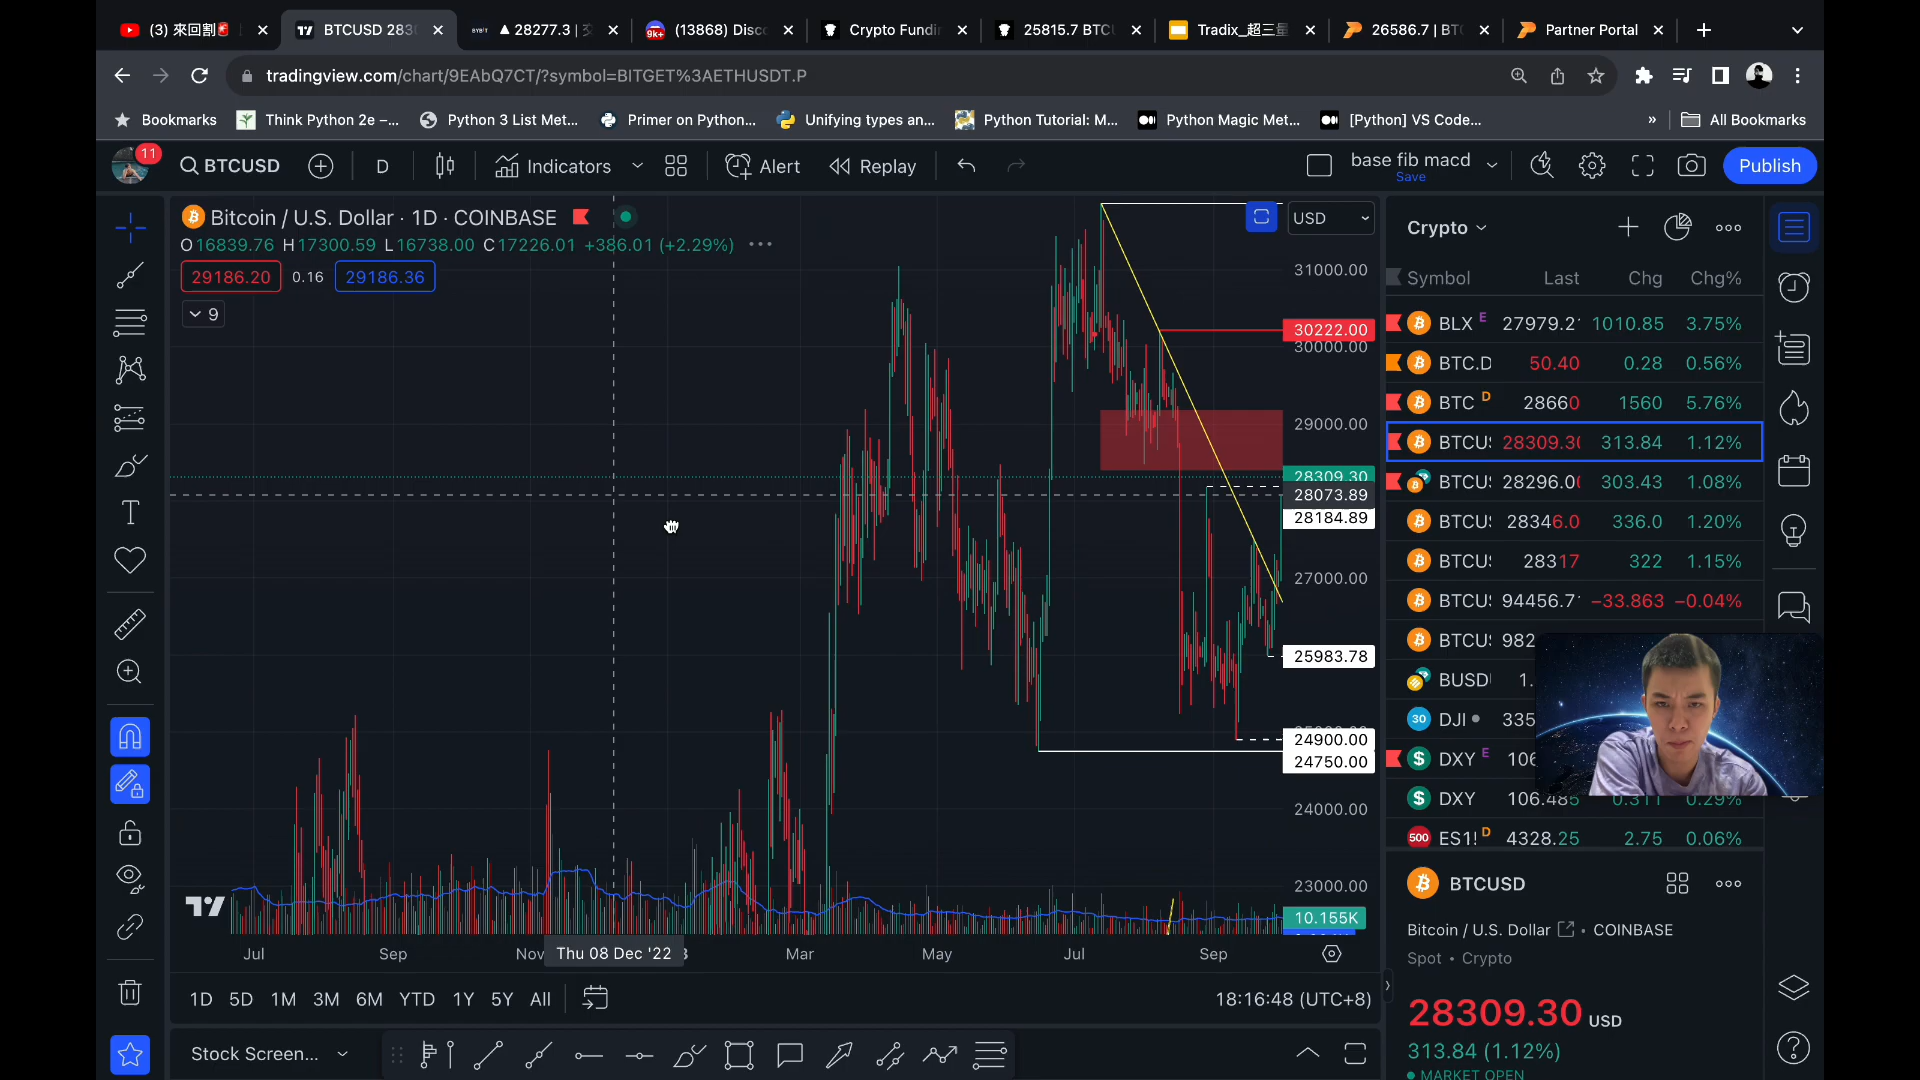 (3) 來回割🚨
BTCUSD 283
▲ 28277.3 | 交
(13868) Disc
Crypto Fundi
25815.7 BTC
Tradix_超三量
26586.7 | BT
Partner Portal
tradingview.com/chart/9EAbQ7CT/?symbol=BITGET%3AETHUSDT.P
Bookmarks
Think Python 2e –...
Python 3 List Met...
Primer on Python...
Unifying types an...
Python Tutorial: M...
Python Magic Met...
[Python] VS Code...
»
All Bookmarks
11
BTCUSD
D
Indicators
Alert
Replay
base fib macd
Save
Publish
Bitcoin / U.S. Dollar · 1D · COINBASE
O16839.76 H17300.59 L16738.00 C17226.01 +386.01 (+2.29%)
29186.20
0.16
29186.36
9
USD
31000.00
30222.00
30000.00
29000.00
28309.30
28073.89
28184.89
27000.00
25983.78
24900.00
24750.00
24000.00
23000.00
10.155K
Jul
Sep
Nov
Thu 08 Dec '22
Mar
May
Jul
Sep
1D
5D
1M
3M
6M
YTD
1Y
5Y
All
18:16:48 (UTC+8)
Stock Screen...
Crypto
Symbol Last Chg Chg%
BLX E 27979.2 1010.85 3.75%
BTC.D 50.40 0.28 0.56%
BTC D 28660 1560 5.76%
BTCU 28309.30 313.84 1.12%
BTCU 28296.0 303.43 1.08%
BTCU 28346.0 336.0 1.20%
BTCU 28317 322 1.15%
BTCU 94456.7 −33.863 −0.04%
BTCU 982
BUSD 1.
30 DJI 335
DXY E 106
DXY 106.485 0.311 0.29%
500 ES1! D 4328.25 2.75 0.06%
BTCUSD
Bitcoin / U.S. Dollar • COINBASE
Spot • Crypto
28309.30 USD
313.84 (1.12%)
MARKET OPEN